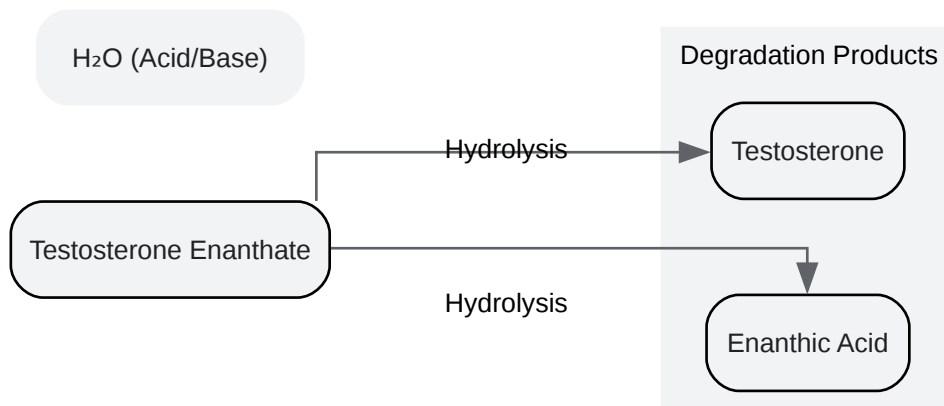 H₂O (Acid/Base)
Degradation Products
Hydrolysis
Testosterone
Testosterone Enanthate
Hydrolysis
Enanthic Acid